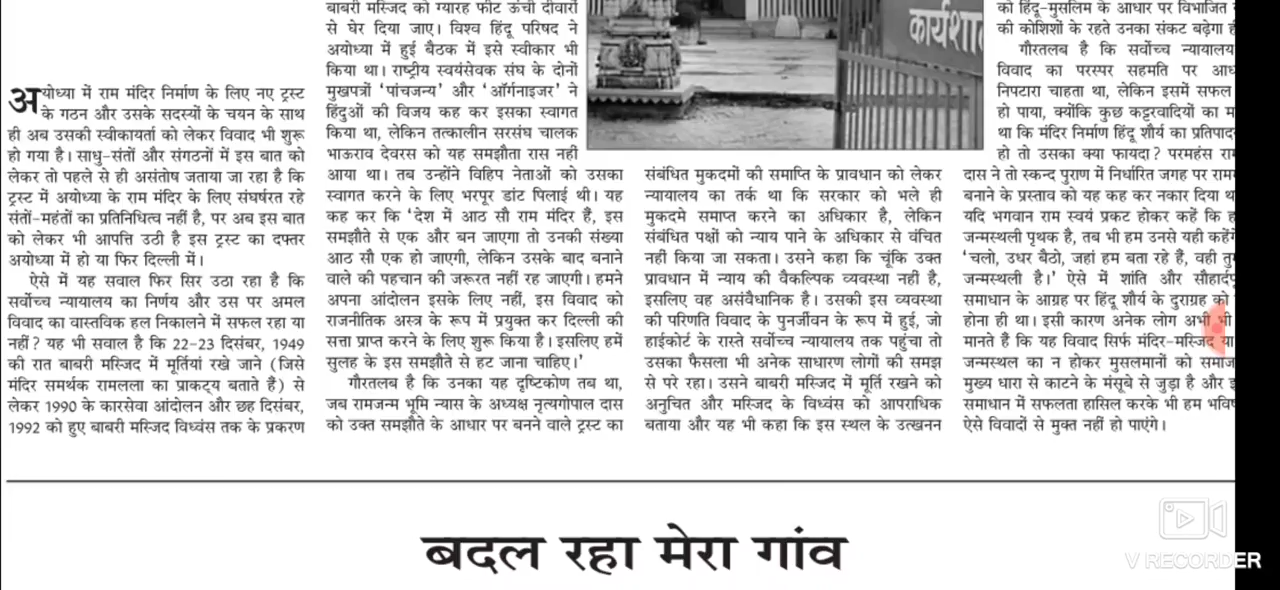 अयोध्या में राम मंदिर निर्माण के लिए नए ट्रस्ट
के गठन और उसके सदस्यों के चयन के साथ
ही अब उसकी स्वीकार्यता को लेकर विवाद भी शुरू
हो गया है। साधु-संतों और संगठनों में इस बात को
लेकर तो पहले से ही असंतोष जताया जा रहा है कि
ट्रस्ट में अयोध्या के राम मंदिर के लिए संघर्षरत रहे
संतों-महंतों का प्रतिनिधित्व नहीं है, पर अब इस बात
को लेकर भी आपत्ति उठी है इस ट्रस्ट का दफ्तर
अयोध्या में हो या फिर दिल्ली में।
ऐसे में यह सवाल फिर सिर उठा रहा है कि
सर्वोच्च न्यायालय का निर्णय और उस पर अमल
विवाद का वास्तविक हल निकालने में सफल रहा या
नहीं? यह भी सवाल है कि 22-23 दिसंबर, 1949
की रात बाबरी मस्जिद में मूर्तियां रखे जाने (जिसे
मंदिर समर्थक रामलला का प्राकट्य बताते हैं) से
लेकर 1990 के कारसेवा आंदोलन और छह दिसंबर,
1992 को हुए बाबरी मस्जिद विध्वंस तक के प्रकरण
बाबरी मस्जिद को ग्यारह फीट ऊंची दीवारों
से घेर दिया जाए। विश्व हिंदू परिषद ने
अयोध्या में हुई बैठक में इसे स्वीकार भी
किया था। राष्ट्रीय स्वयंसेवक संघ के दोनों
मुखपत्रों 'पांचजन्य' और 'ऑर्गनाइजर' ने
हिंदुओं की विजय कह कर इसका स्वागत
किया था, लेकिन तत्कालीन सरसंघ चालक
भाऊराव देवरस को यह समझौता रास नहीं
आया था। तब उन्होंने विहिप नेताओं को उसका
स्वागत करने के लिए भरपूर डांट पिलाई थी। यह
कह कर कि 'देश में आठ सौ राम मंदिर हैं, इस
समझौते से एक और बन जाएगा तो उनकी संख्या
आठ सौ एक हो जाएगी, लेकिन उसके बाद बनाने
वाले की पहचान की जरूरत नहीं रह जाएगी। हमने
अपना आंदोलन इसके लिए नहीं, इस विवाद को
राजनीतिक अस्त्र के रूप में प्रयुक्त कर दिल्ली की
सत्ता प्राप्त करने के लिए शुरू किया है। इसलिए हमें
सुलह के इस समझौते से हट जाना चाहिए।'
गौरतलब है कि उनका यह दृष्टिकोण तब था,
जब रामजन्म भूमि न्यास के अध्यक्ष नृत्यगोपाल दास
को उक्त समझौते के आधार पर बनने वाले ट्रस्ट का
संबंधित मुकदमों की समाप्ति के प्रावधान को लेकर
न्यायालय का तर्क था कि सरकार को भले ही
मुकदमे समाप्त करने का अधिकार है, लेकिन
संबंधित पक्षों को न्याय पाने के अधिकार से वंचित
नहीं किया जा सकता। उसने कहा कि चूंकि उक्त
प्रावधान में न्याय की वैकल्पिक व्यवस्था नहीं है,
इसलिए वह असंवैधानिक है। उसकी इस व्यवस्था
की परिणति विवाद के पुनर्जीवन के रूप में हुई, जो
हाईकोर्ट के रास्ते सर्वोच्च न्यायालय तक पहुंचा तो
उसका फैसला भी अनेक साधारण लोगों की समझ
से परे रहा। उसने बाबरी मस्जिद में मूर्ति रखने को
अनुचित और मस्जिद के विध्वंस को आपराधिक
बताया और यह भी कहा कि इस स्थल के उत्खनन
को हिंदू-मुसलिम के आधार पर विभाजित
की कोशिशों के रहते उनका संकट बढ़ेगा ही
गौरतलब है कि सर्वोच्च न्यायालय
विवाद का परस्पर सहमति पर
निपटारा चाहता था, लेकिन इसमें सफल
हो पाया, क्योंकि कुछ कट्टरवादियों का
था कि मंदिर निर्माण हिंदू शौर्य का
हो तो उसका क्या फायदा? परमहंस
दास ने तो स्कन्द पुराण में निर्धारित जगह पर
बनाने के प्रस्ताव को यह कह कर नकार दिया
यदि भगवान राम स्वयं प्रकट होकर कहें कि
जन्मस्थली पृथक है, तब भी हम उनसे यही कहेंगे
'चलो, उधर बैठो, जहां हम बता रहे हैं, वही
जन्मस्थली है।' ऐसे में शांति और
समाधान के आग्रह पर हिंदू शौर्य के दुराग्रह को
होना ही था। इसी कारण अनेक लोग अभी भी
मानते हैं कि यह विवाद सिर्फ मंदिर-मस्जिद या
जन्मस्थल का न होकर मुसलमानों को
मुख्य धारा से काटने के मंसूबे से जुड़ा है और
समाधान में सफलता हासिल करके भी हम
ऐसे विवादों से मुक्त नहीं हो पाएंगे।
बदल रहा मेरा गांव
V RECORDER